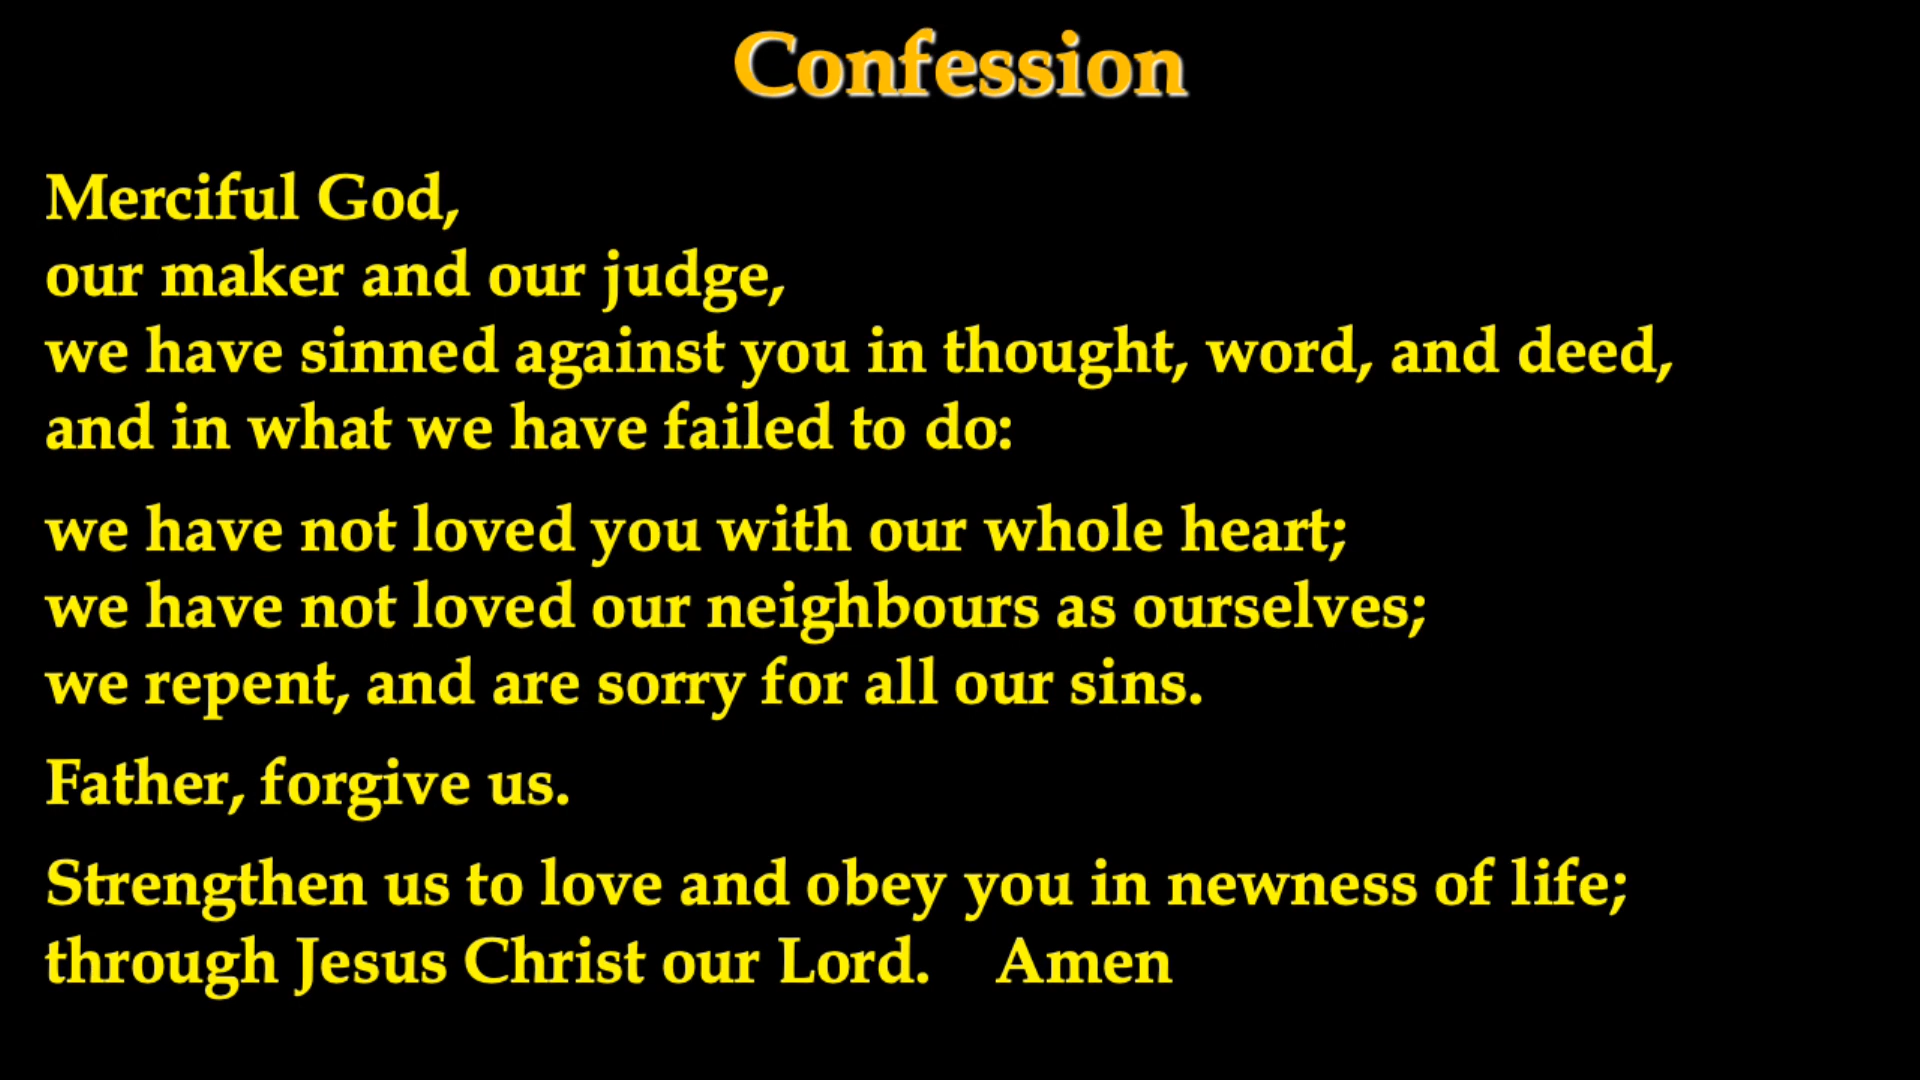 Confession
Merciful God,
our maker and our judge,
we have sinned against you in thought, word, and deed,
and in what we have failed to do:
we have not loved you with our whole heart;
we have not loved our neighbours as ourselves;
we repent, and are sorry for all our sins.
Father, forgive us.
Strengthen us to love and obey you in newness of life;
through Jesus Christ our Lord. Amen